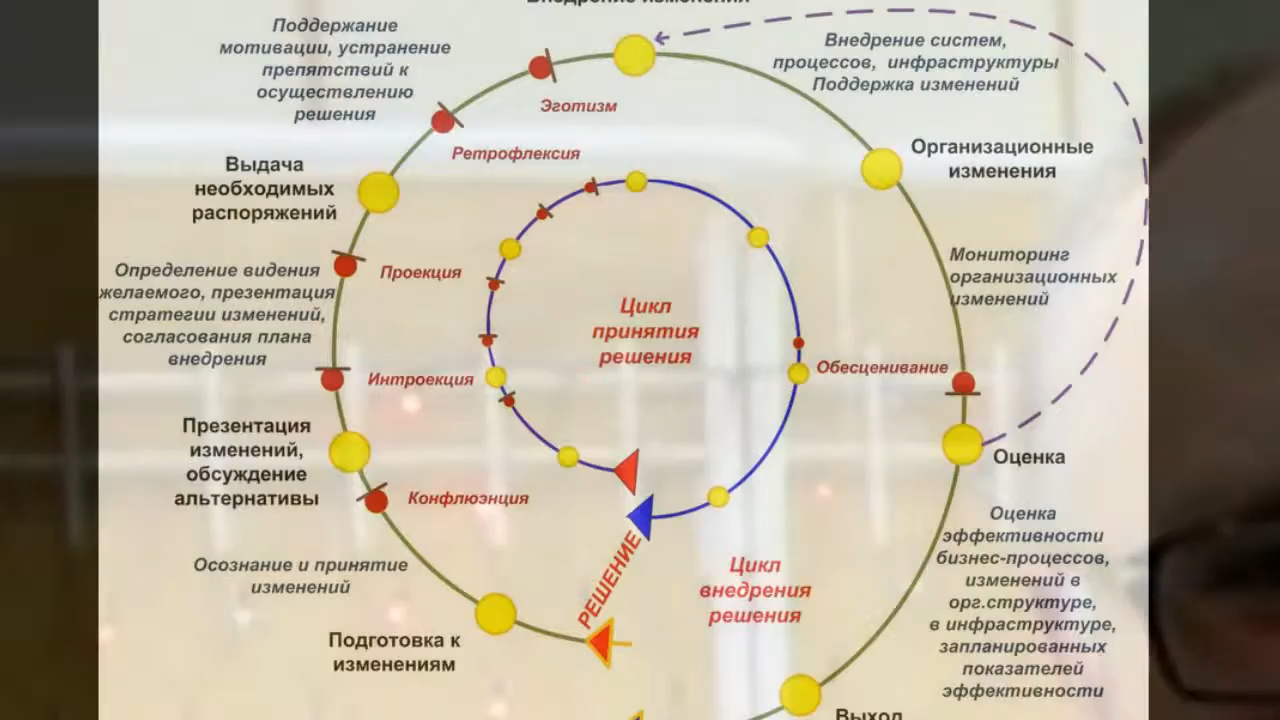 Внедрение изменения
Поддержание
мотивации, устранение
препятствий к
осуществлению
решения
Внедрение систем,
процессов, инфраструктуры
Поддержка изменений
Эготизм
Ретрофлексия
Выдача
необходимых
распоряжений
Организационные
изменения
Проекция
Определение видения
желаемого, презентация
стратегии изменений,
согласования плана
внедрения
Мониторинг
организационных
изменений
Цикл
принятия
решения
Интроекция
Обесценивание
Презентация
изменений,
обсуждение
альтернативы
Конфлюэнция
Оценка
Осознание и принятие
изменений
РЕШЕНИЕ
Цикл
внедрения
решения
Оценка
эффективности
бизнес-процессов,
изменений в
орг.структуре,
в инфраструктуре,
запланированных
показателей
эффективности
Подготовка к
изменениям
Выход